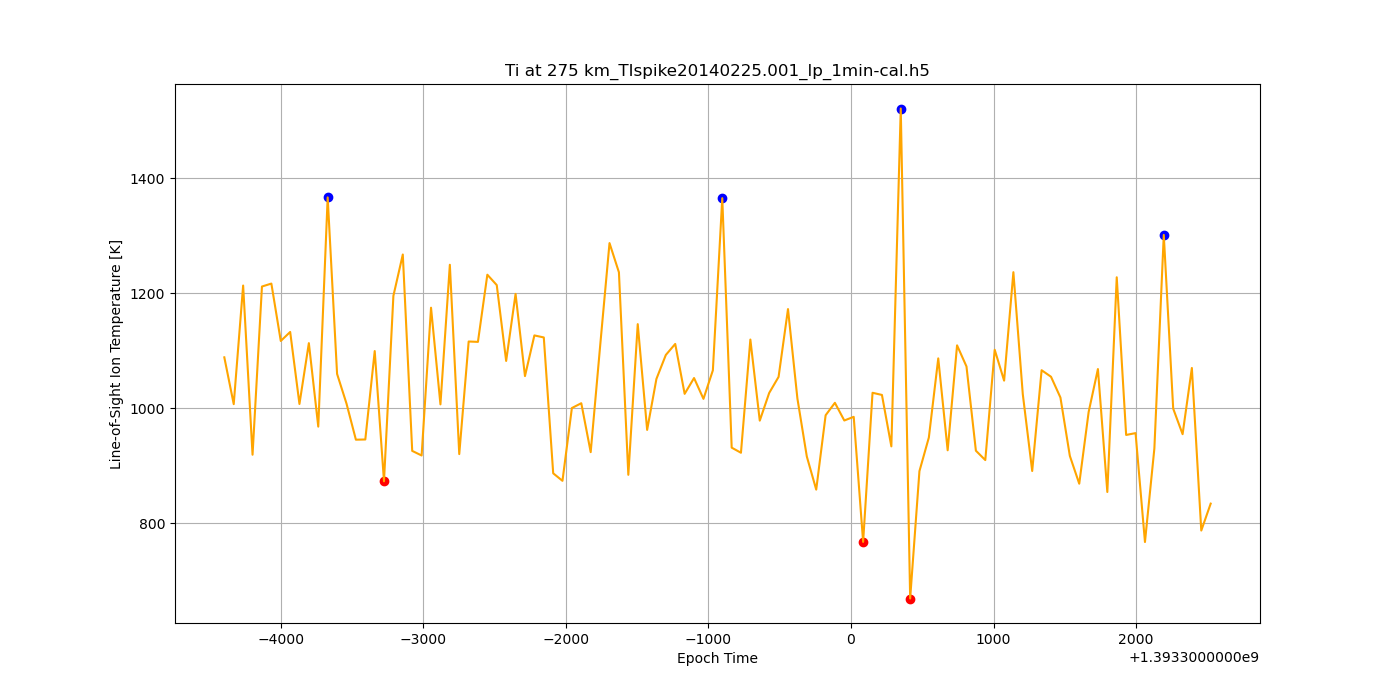 Ti at 275 km_TIspike20140225.001_lp_1min-cal.h5
Line-of-Sight Ion Temperature [K]
1400
1200
1000
800
−4000 −3000 −2000 −1000 0 1000 2000
Epoch Time
+1.3933000000e9